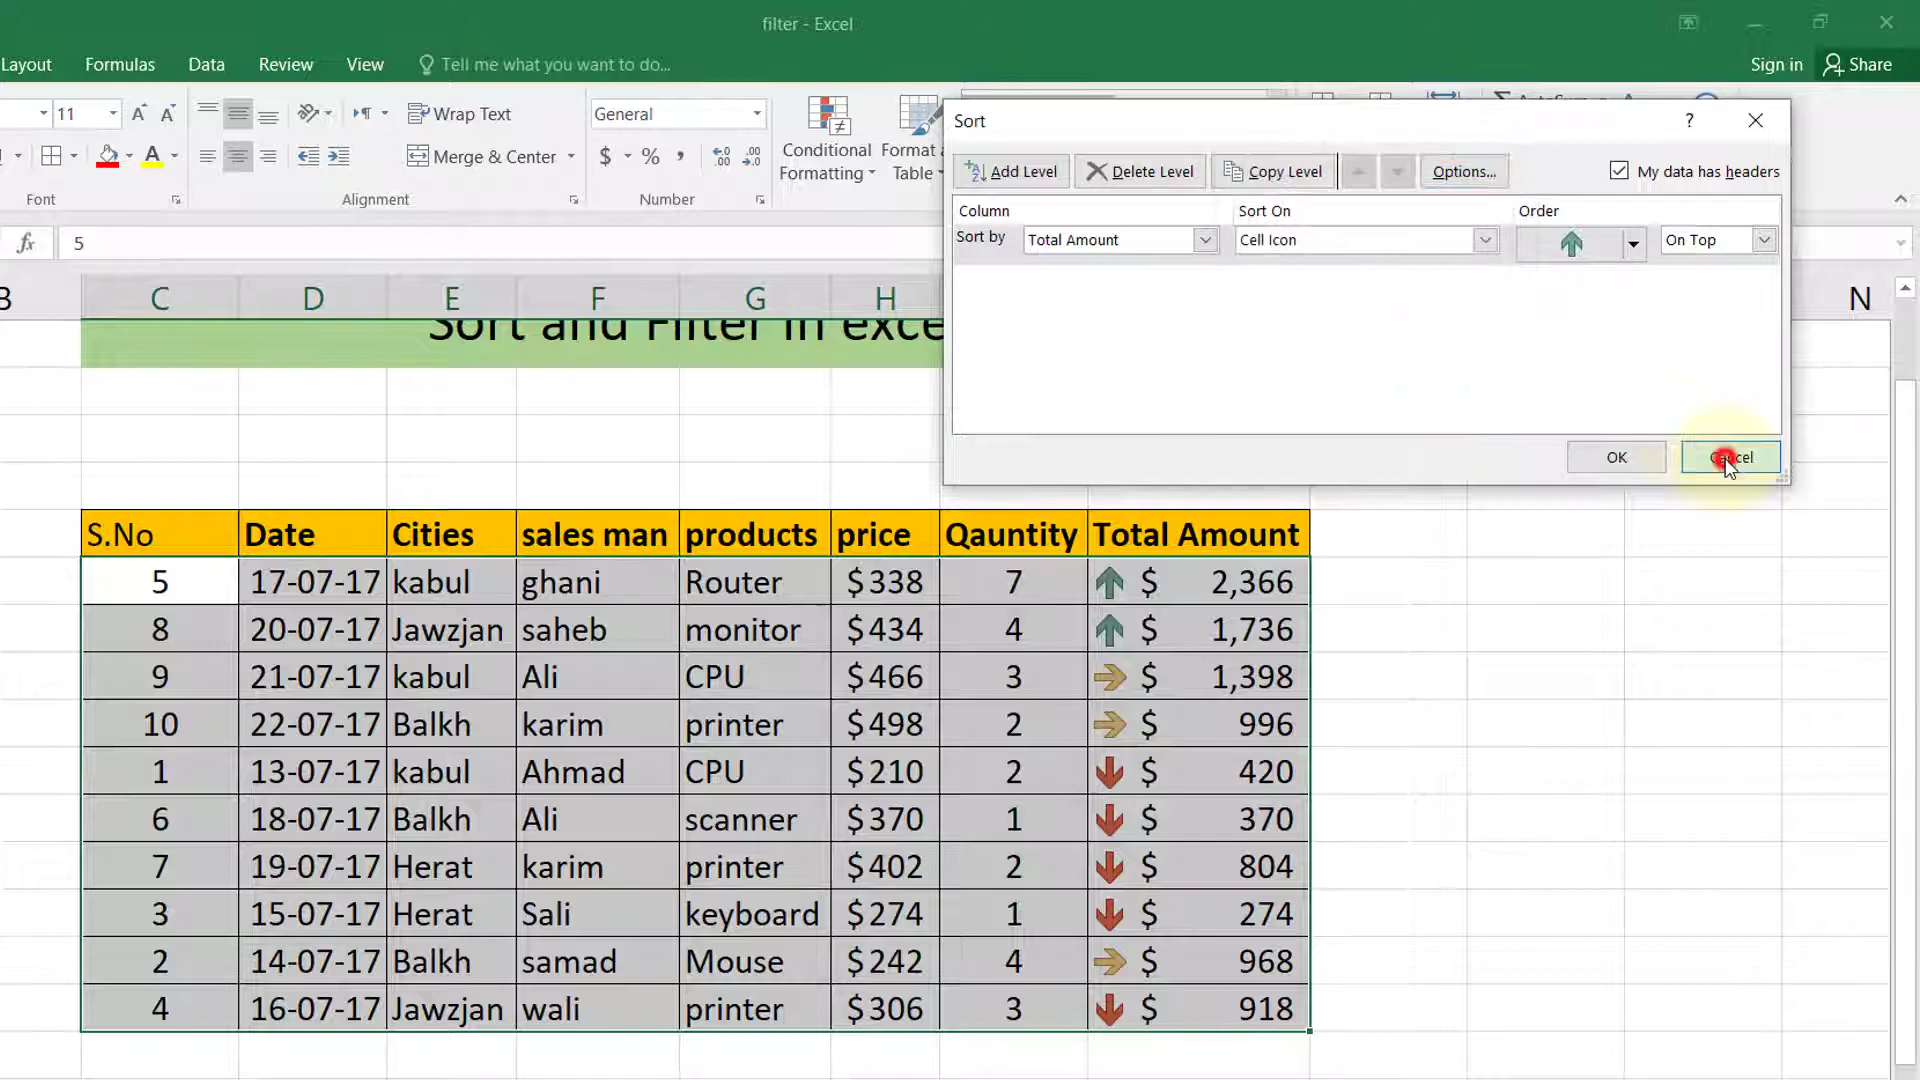 filter - Excel
Layout Formulas Data Review View Tell me what you want to do... Sign in Share
11 Wrap Text General Conditional Formatting Format Table
Merge & Center $ % ,
Font Alignment Number
fx 5
C D E F G H N
Sort and Filter in exce
Sort ? 
Add Level Delete Level Copy Level Options... My data has headers
Column Sort On Order
Sort by Total Amount Cell Icon On Top
OK Cancel
S.No Date Cities sales man products price Qauntity Total Amount
5 17-07-17 kabul ghani Router $338 7 $ 2,366
8 20-07-17 Jawzjan saheb monitor $434 4 $ 1,736
9 21-07-17 kabul Ali CPU $466 3 $ 1,398
10 22-07-17 Balkh karim printer $498 2 $ 996
1 13-07-17 kabul Ahmad CPU $210 2 $ 420
6 18-07-17 Balkh Ali scanner $370 1 $ 370
7 19-07-17 Herat karim printer $402 2 $ 804
3 15-07-17 Herat Sali keyboard $274 1 $ 274
2 14-07-17 Balkh samad Mouse $242 4 $ 968
4 16-07-17 Jawzjan wali printer $306 3 $ 918